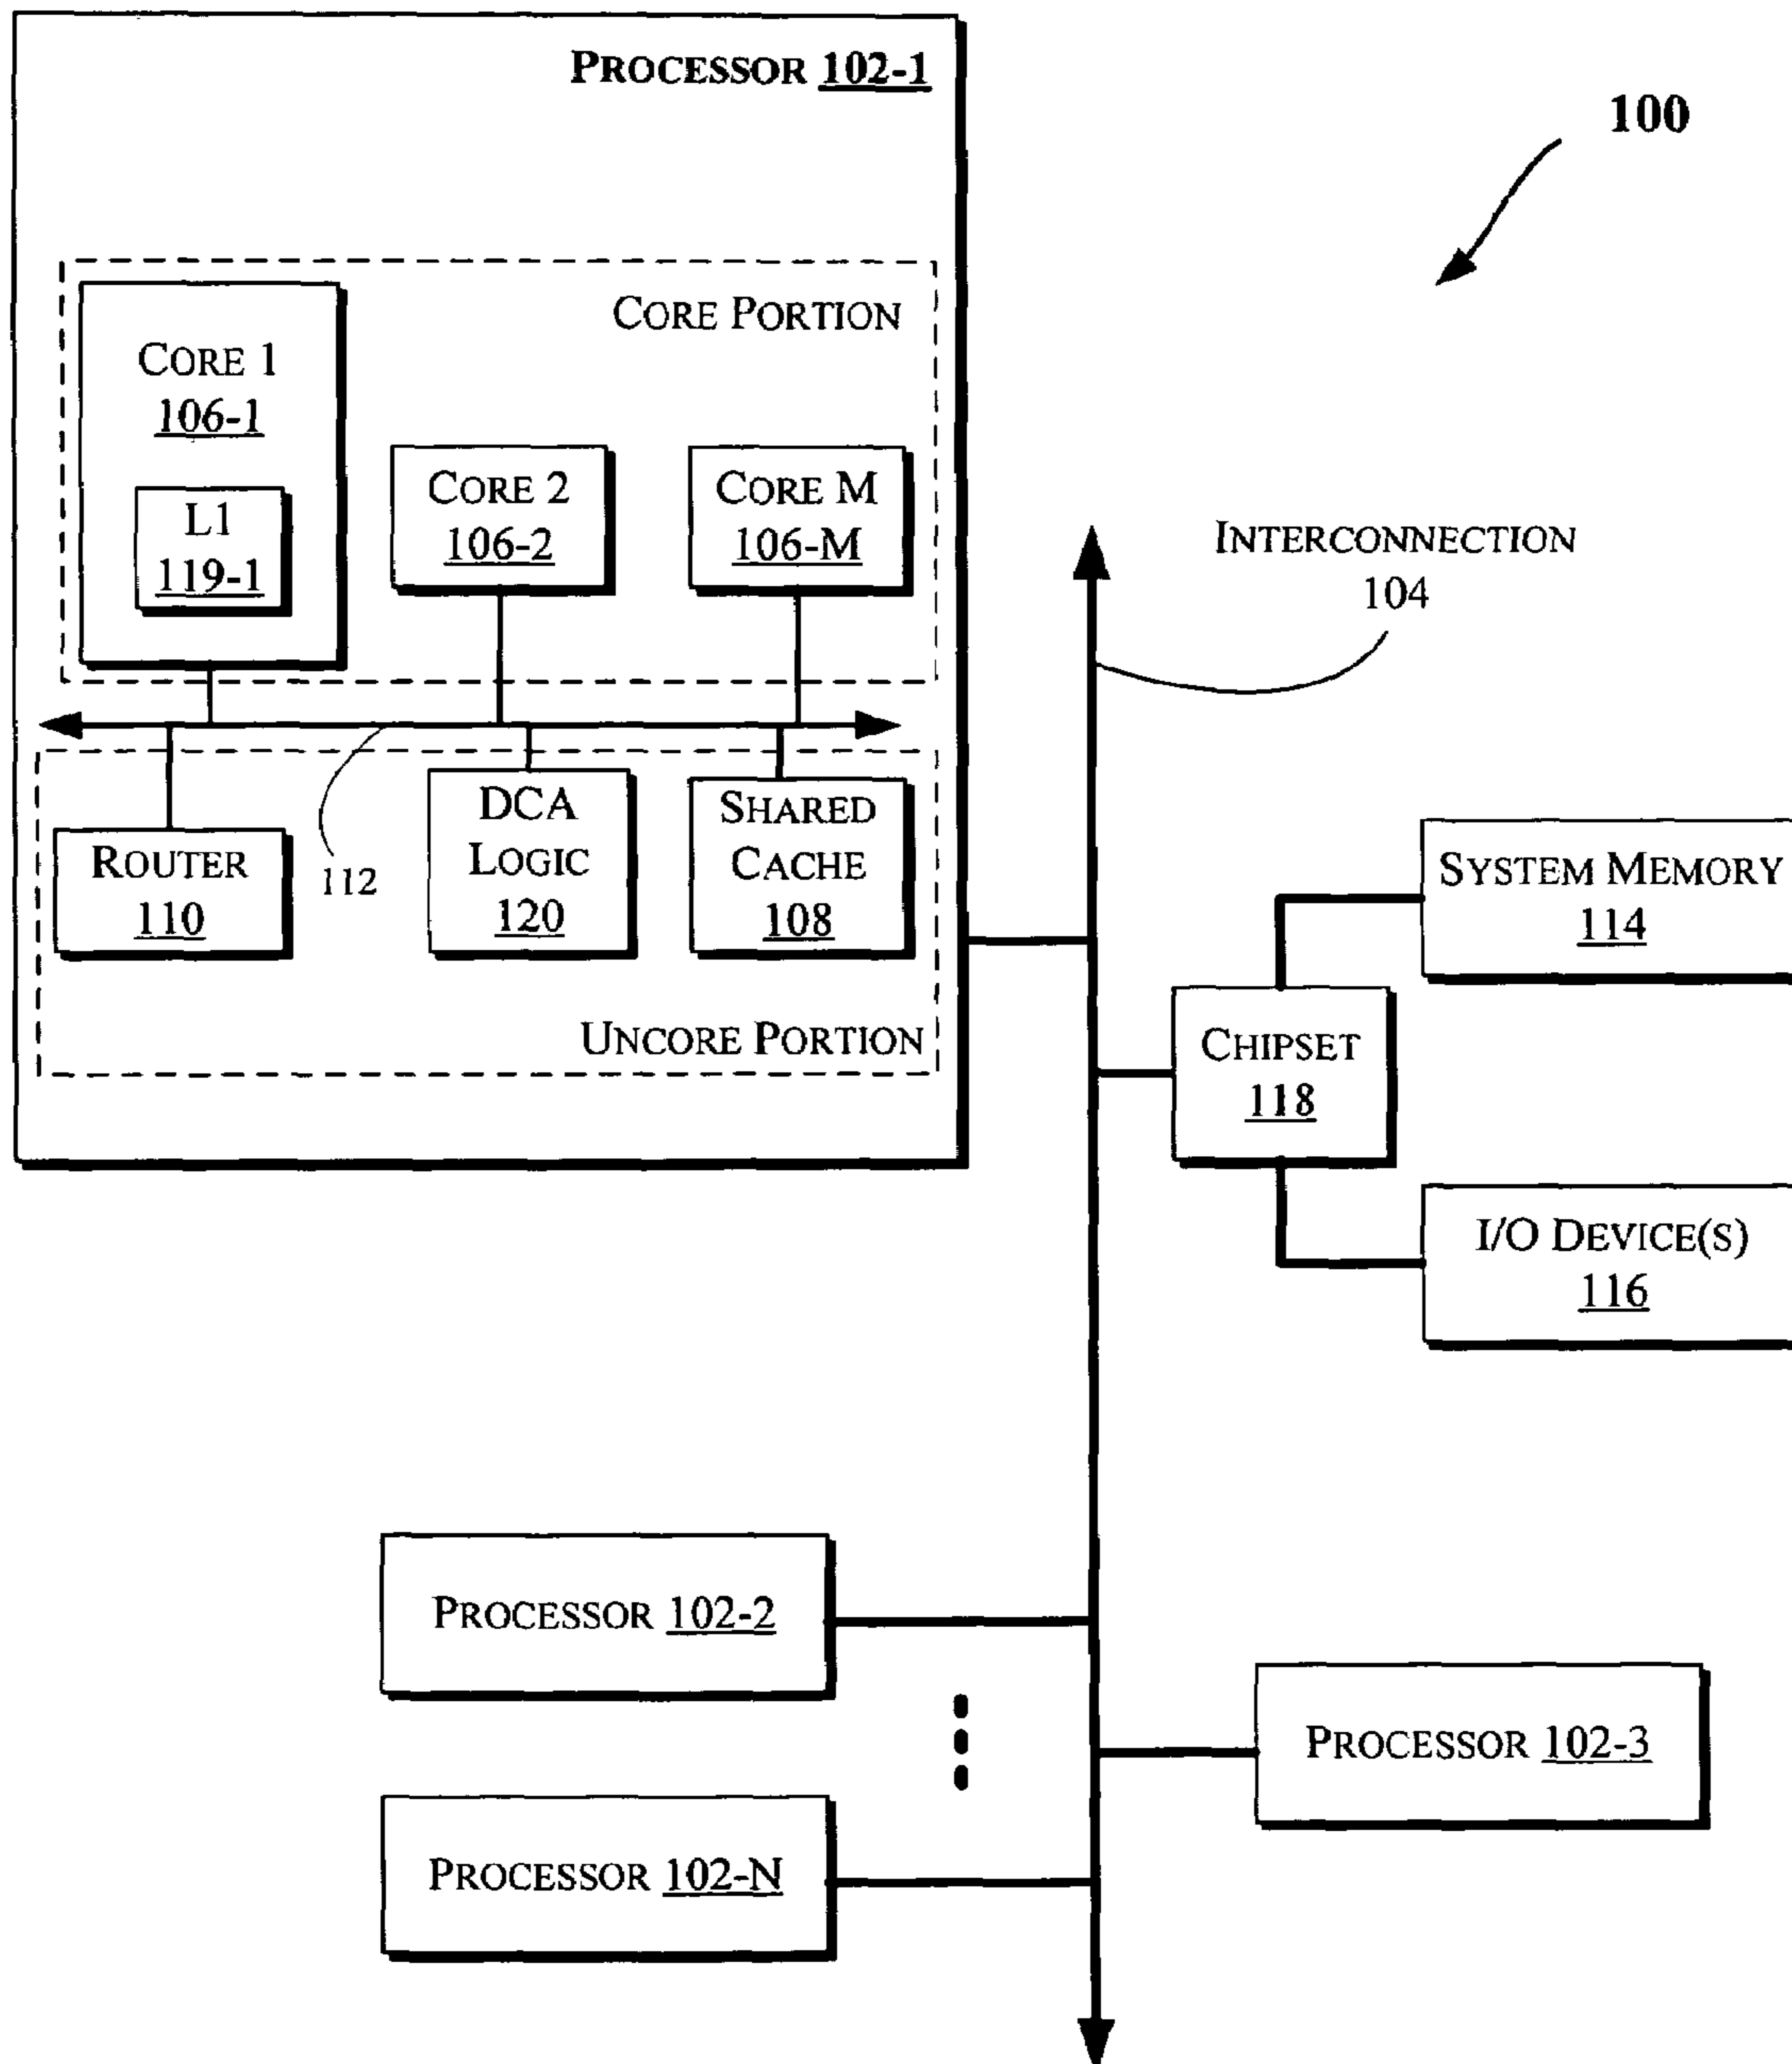 PROCESSOR 102-1
100
CORE PORTION
CORE 1
106-1
L1
119-1
CORE 2
106-2
CORE M
106-M
INTERCONNECTION
104
ROUTER
110
112
DCA
LOGIC
120
SHARED
CACHE
108
UNCORE PORTION
SYSTEM MEMORY
114
CHIPSET
118
I/O DEVICE(S)
116
PROCESSOR 102-2
PROCESSOR 102-3
PROCESSOR 102-N